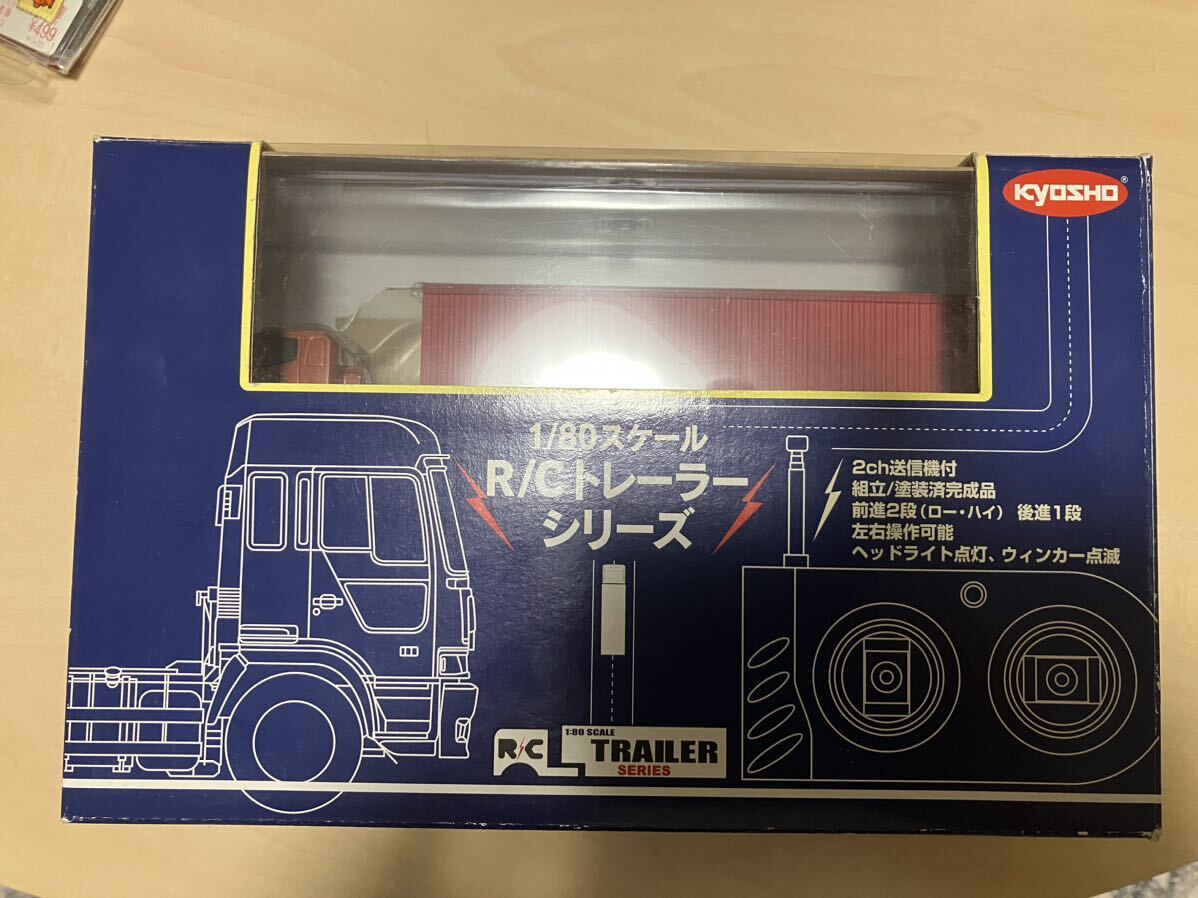 ¥499
KYOSHO®
1/80スケール
R/Cトレーラー
シリーズ
2ch送信機付
組立/塗装済完成品
前進2段（ロー・ハイ） 後進1段
左右操作可能
ヘッドライト点灯、ウィンカー点滅
R/C
1:80 SCALE
TRAILER
SERIES